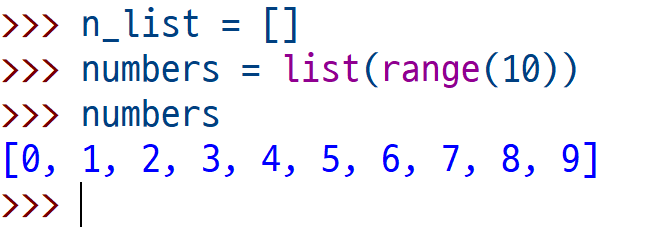 >>> n_list = []
>>> numbers = list(range(10))
>>> numbers
[0, 1, 2, 3, 4, 5, 6, 7, 8, 9]
>>>